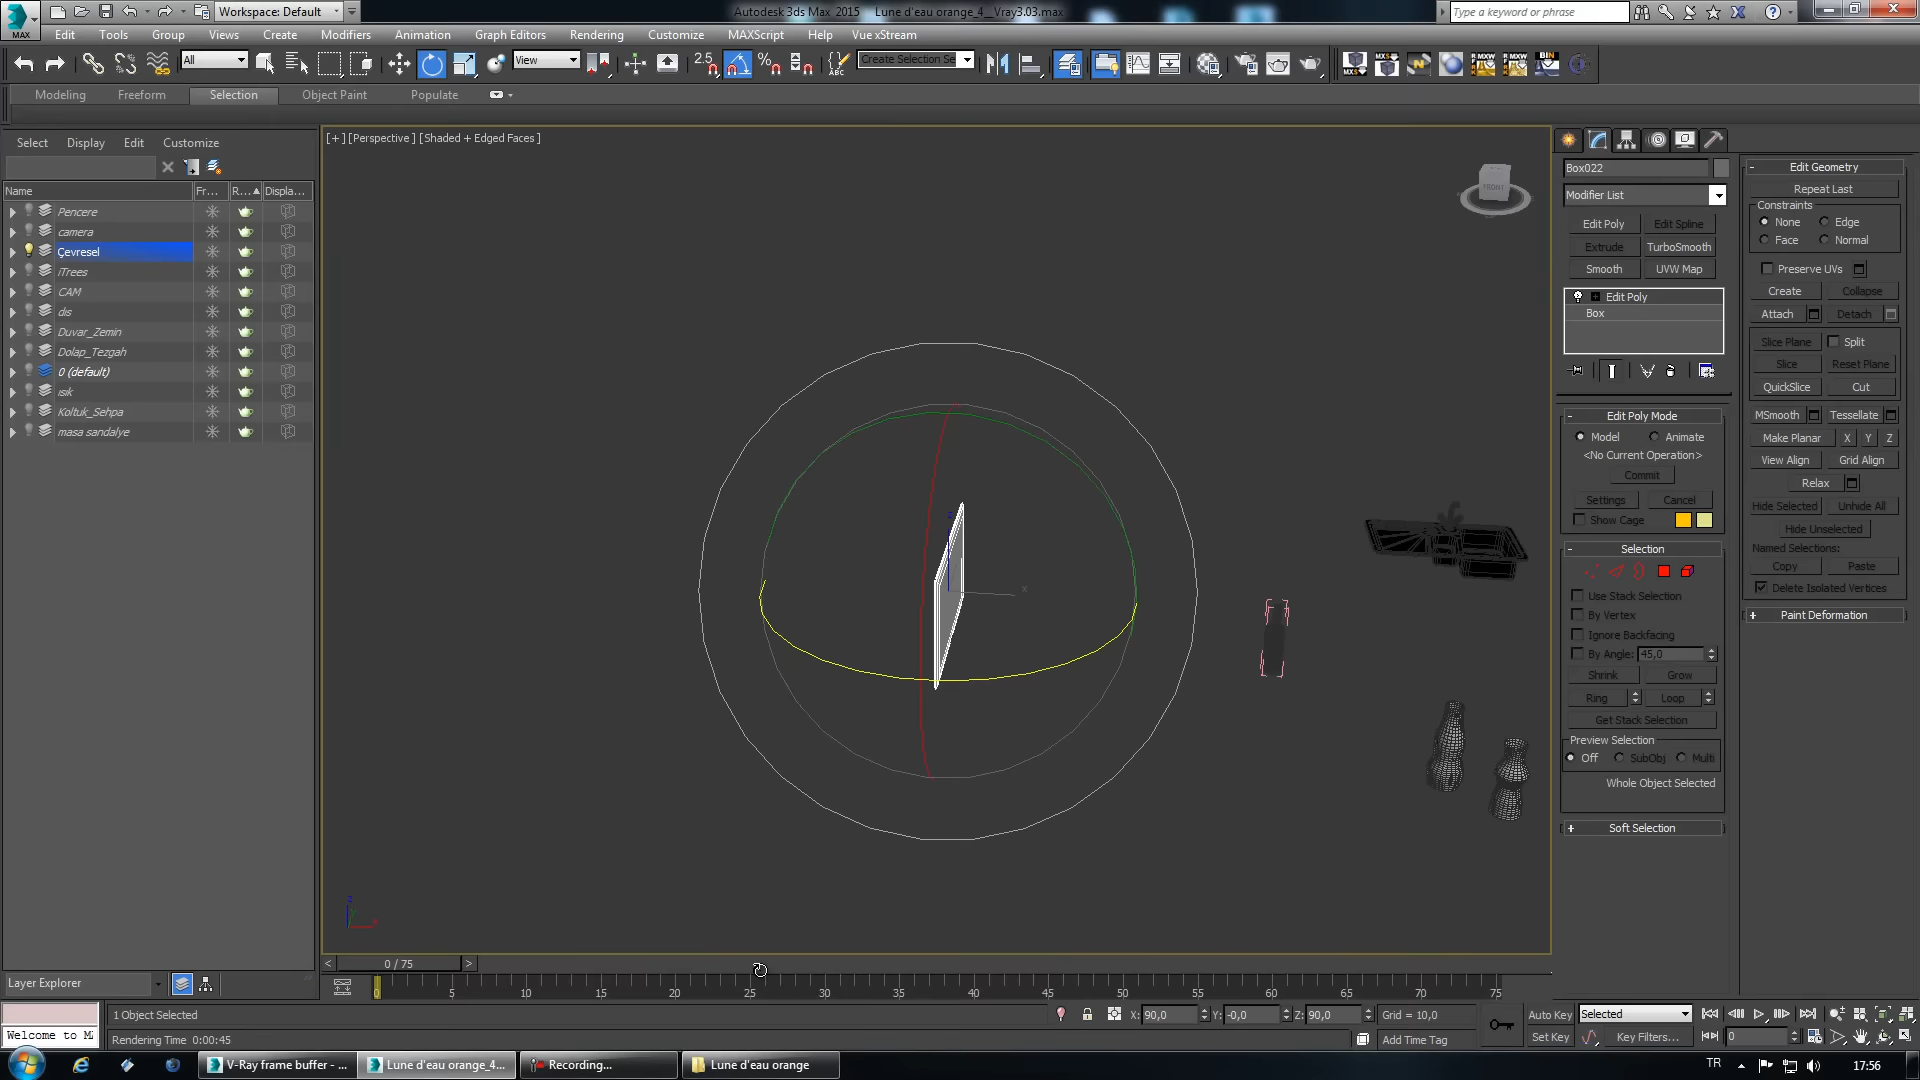 Workspace: Default
Autodesk 3ds Max 2015    Lune d'eau orange_4__Vray3.03.max
Type a keyword or phrase
MAX
Edit Tools Group Views Create Modifiers Animation Graph Editors Rendering Customize MAXScript Help Vue xStream
All
View
2.5
Create Selection Se
Modeling Freeform Selection Object Paint Populate
Select Display Edit Customize
Name Fr... R... Displa...
Pencere
camera
Çevresel
iTrees
CAM
dis
Duvar_Zemin
Dolap_Tezgah
0 (default)
isik
Koltuk_Sehpa
masa sandalye
Layer Explorer
[+] [Perspective ] [Shaded + Edged Faces ]
FRONT
z
x
Box022
Modifier List
Edit Poly Edit Spline
Extrude TurboSmooth
Smooth UVW Map
Edit Poly
Box
Edit Poly Mode
Model Animate
<No Current Operation>
Commit
Settings Cancel
Show Cage
Selection
Use Stack Selection
By Vertex
Ignore Backfacing
By Angle: 45,0
Shrink Grow
Ring Loop
Get Stack Selection
Preview Selection
Off SubObj Multi
Whole Object Selected
Soft Selection
Edit Geometry
Repeat Last
Constraints
None Edge
Face Normal
Preserve UVs
Create Collapse
Attach Detach
Slice Plane Split
Slice Reset Plane
QuickSlice Cut
MSmooth Tessellate
Make Planar X Y Z
View Align Grid Align
Relax
Hide Selected Unhide All
Hide Unselected
Named Selections:
Copy Paste
Delete Isolated Vertices
Paint Deformation
< 0 / 75 >
0 5 10 15 20 25 30 35 40 45 50 55 60 65 70 75
1 Object Selected
X: 90,0 Y: -0,0 Z: 90,0 Grid = 10,0
Auto Key Selected
Welcome to M
Rendering Time 0:00:45
Add Time Tag
Set Key Key Filters... 0
V-Ray frame buffer - ...
Lune d'eau orange_4...
Recording...
Lune d'eau orange
TR
17:56